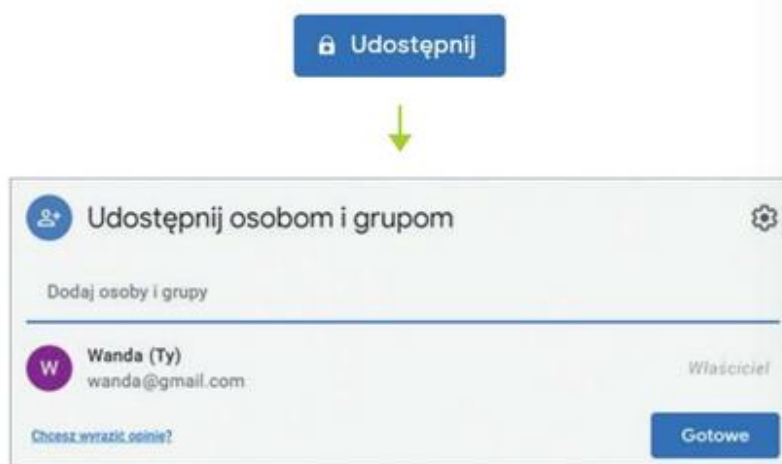 Udostępnij
Udostępnij osobom i grupom
Dodaj osoby i grupy
W
Wanda (Ty)
wanda@gmail.com
Właściciel
Chcesz wyrazić opinię?
Gotowe